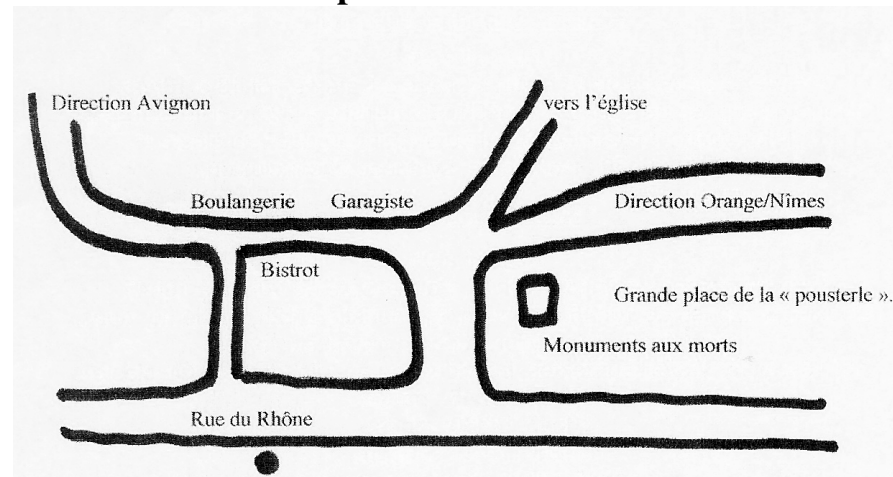 Direction Avignon
vers l'église
Boulangerie
Garagiste
Direction Orange/Nîmes
Bistrot
Grande place de la « pousterle ».
Monuments aux morts
Rue du Rhône